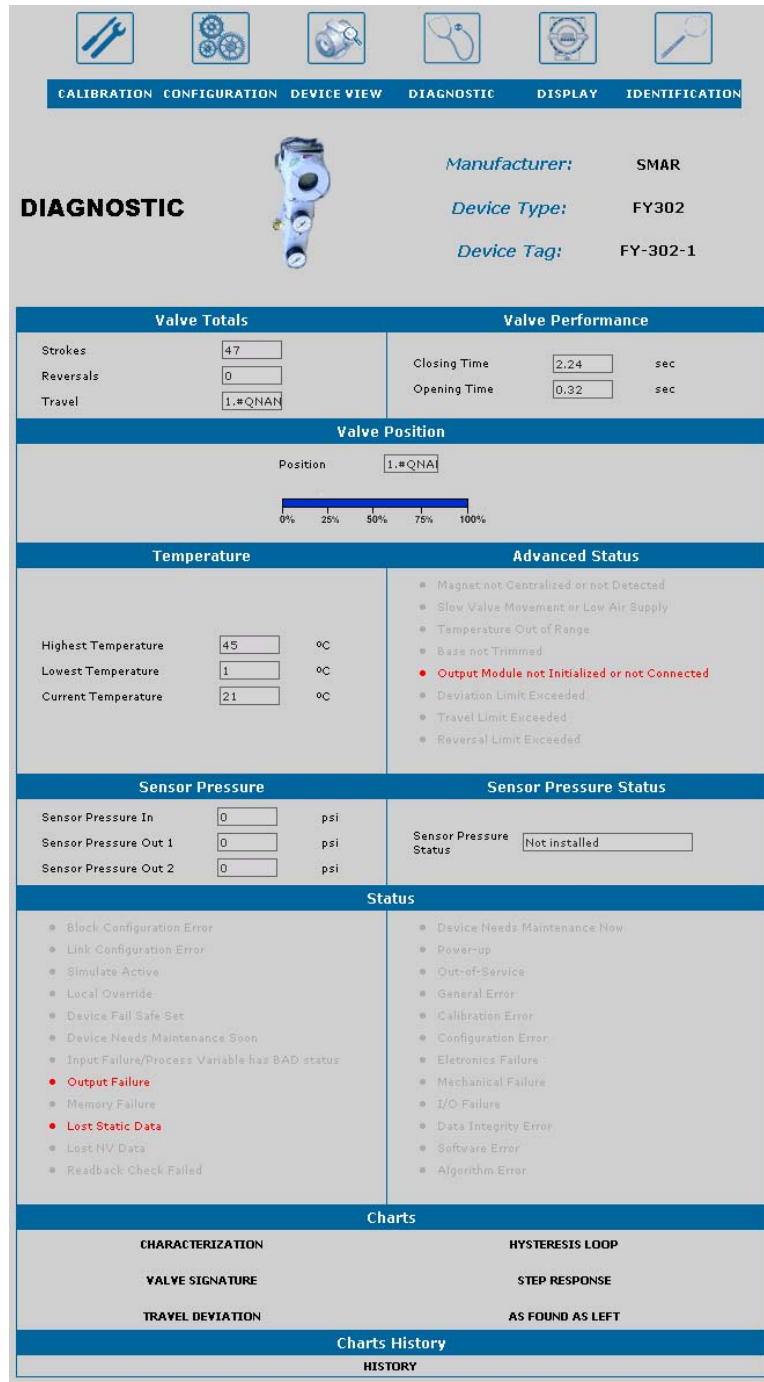 CALIBRATION CONFIGURATION DEVICE VIEW DIAGNOSTIC DISPLAY IDENTIFICATION
DIAGNOSTIC
Manufacturer: SMAR
Device Type: FY302
Device Tag: FY-302-1
Valve Totals
Strokes 47
Reversals 0
Travel 1.#QNAN
Valve Performance
Closing Time 2.24 sec
Opening Time 0.32 sec
Valve Position
Position 1.#QNAI
0% 25% 50% 75% 100%
Temperature
Highest Temperature 45 ºC
Lowest Temperature 1 ºC
Current Temperature 21 ºC
Advanced Status
Magnet not Centralized or not Detected
Slow Valve Movement or Low Air Supply
Temperature Out of Range
Base not Trimmed
Output Module not Initialized or not Connected
Deviation Limit Exceeded
Travel Limit Exceeded
Reversal Limit Exceeded
Sensor Pressure
Sensor Pressure In 0 psi
Sensor Pressure Out 1 0 psi
Sensor Pressure Out 2 0 psi
Sensor Pressure Status
Sensor Pressure
Status
Not installed
Status
Block Configuration Error
Link Configuration Error
Simulate Active
Local Override
Device Fail Safe Set
Device Needs Maintenance Soon
Input Failure/Process Variable has BAD status
Output Failure
Memory Failure
Lost Static Data
Lost NV Data
Readback Check Failed
Device Needs Maintenance Now
Power-up
Out-of-Service
General Error
Calibration Error
Configuration Error
Eletronics Failure
Mechanical Failure
I/O Failure
Data Integrity Error
Software Error
Algorithm Error
Charts
CHARACTERIZATION HYSTERESIS LOOP
VALVE SIGNATURE STEP RESPONSE
TRAVEL DEVIATION AS FOUND AS LEFT
Charts History
HISTORY